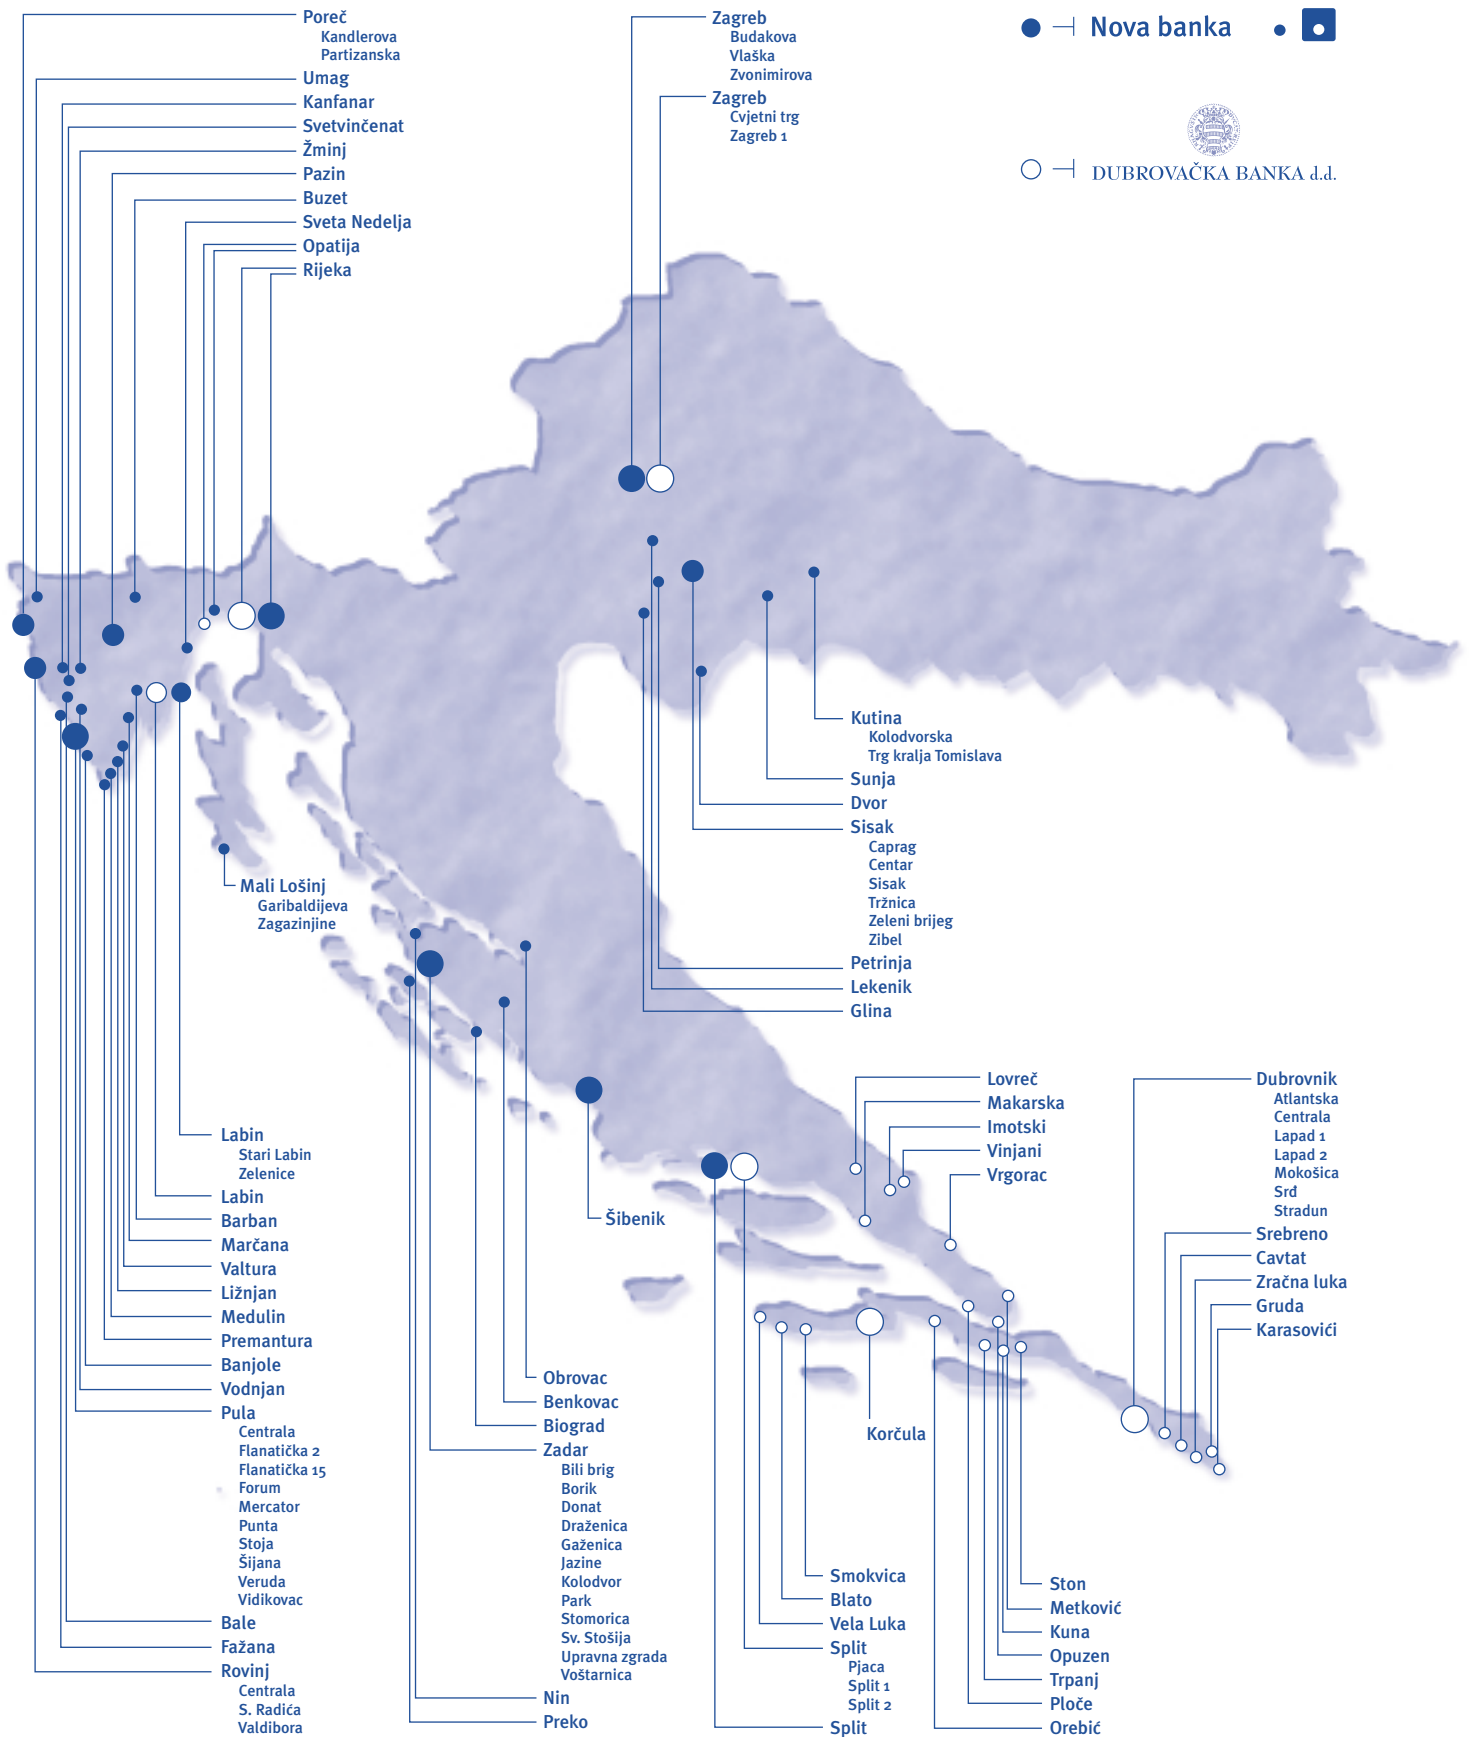 Poreč
Kandlerova
Partizanska
Umag
Kanfanar
Svetvinčenat
Žminj
Pazin
Buzet
Sveta Nedelja
Opatija
Rijeka
Zagreb
Budakova
Vlaška
Zvonimirova
Zagreb
Cvjetni trg
Zagreb 1
Nova banka
DUBROVAČKA BANKA d.d.
Kutina
Kolodvorska
Trg kralja Tomislava
Sunja
Dvor
Sisak
Caprag
Centar
Sisak
Tržnica
Zeleni brijeg
Zibel
Petrinja
Lekenik
Glina
Mali Lošinj
Garibaldijeva
Zagazinjine
Labin
Stari Labin
Zelenice
Labin
Barban
Marčana
Valtura
Ližnjan
Medulin
Premantura
Banjole
Vodnjan
Pula
Centrala
Flanatička 2
Flanatička 15
Forum
Mercator
Punta
Stoja
Šijana
Veruda
Vidikovac
Bale
Fažana
Rovinj
Centrala
S. Radića
Valdibora
Šibenik
Obrovac
Benkovac
Biograd
Zadar
Bili brig
Borik
Donat
Draženica
Gaženica
Jazine
Kolodvor
Park
Stomorica
Sv. Stošija
Upravna zgrada
Voštarnica
Nin
Preko
Lovreč
Makarska
Imotski
Vinjani
Vrgorac
Dubrovnik
Atlantska
Centrala
Lapad 1
Lapad 2
Mokošica
Srđ
Stradun
Srebreno
Cavtat
Zračna luka
Gruda
Karasovići
Korčula
Smokvica
Blato
Vela Luka
Split
Pjaca
Split 1
Split 2
Split
Ston
Metković
Kuna
Opuzen
Trpanj
Ploče
Orebić